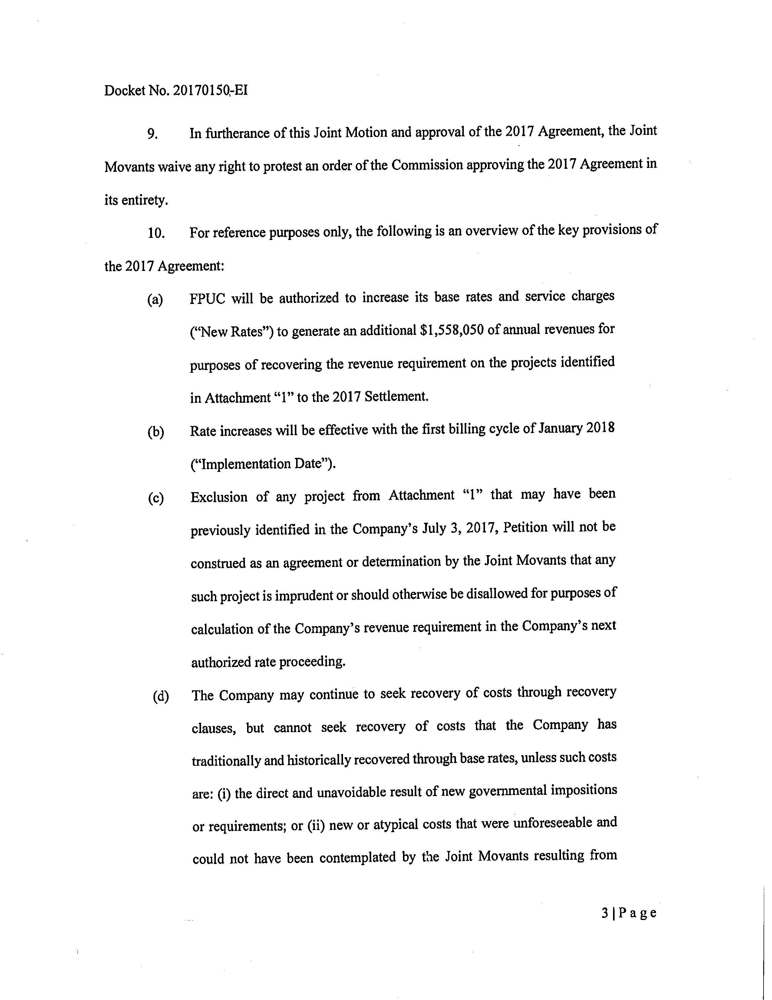 Docket No. 20170150-EI
9. In furtherance of this Joint Motion and approval of the 2017 Agreement, the Joint
Movants waive any right to protest an order of the Commission approving the 2017 Agreement in
its entirety.
10. For reference purposes only, the following is an overview of the key provisions of
the 2017 Agreement:
(a) FPUC will be authorized to increase its base rates and service charges
(“New Rates”) to generate an additional $1,558,050 of annual revenues for
purposes of recovering the revenue requirement on the projects identified
in Attachment “1” to the 2017 Settlement.
(b) Rate increases will be effective with the first billing cycle of January 2018
(“Implementation Date”).
(c) Exclusion of any project from Attachment “1” that may have been
previously identified in the Company’s July 3, 2017, Petition will not be
construed as an agreement or determination by the Joint Movants that any
such project is imprudent or should otherwise be disallowed for purposes of
calculation of the Company’s revenue requirement in the Company’s next
authorized rate proceeding.
(d) The Company may continue to seek recovery of costs through recovery
clauses, but cannot seek recovery of costs that the Company has
traditionally and historically recovered through base rates, unless such costs
are: (i) the direct and unavoidable result of new governmental impositions
or requirements; or (ii) new or atypical costs that were unforeseeable and
could not have been contemplated by the Joint Movants resulting from
3 | P a g e